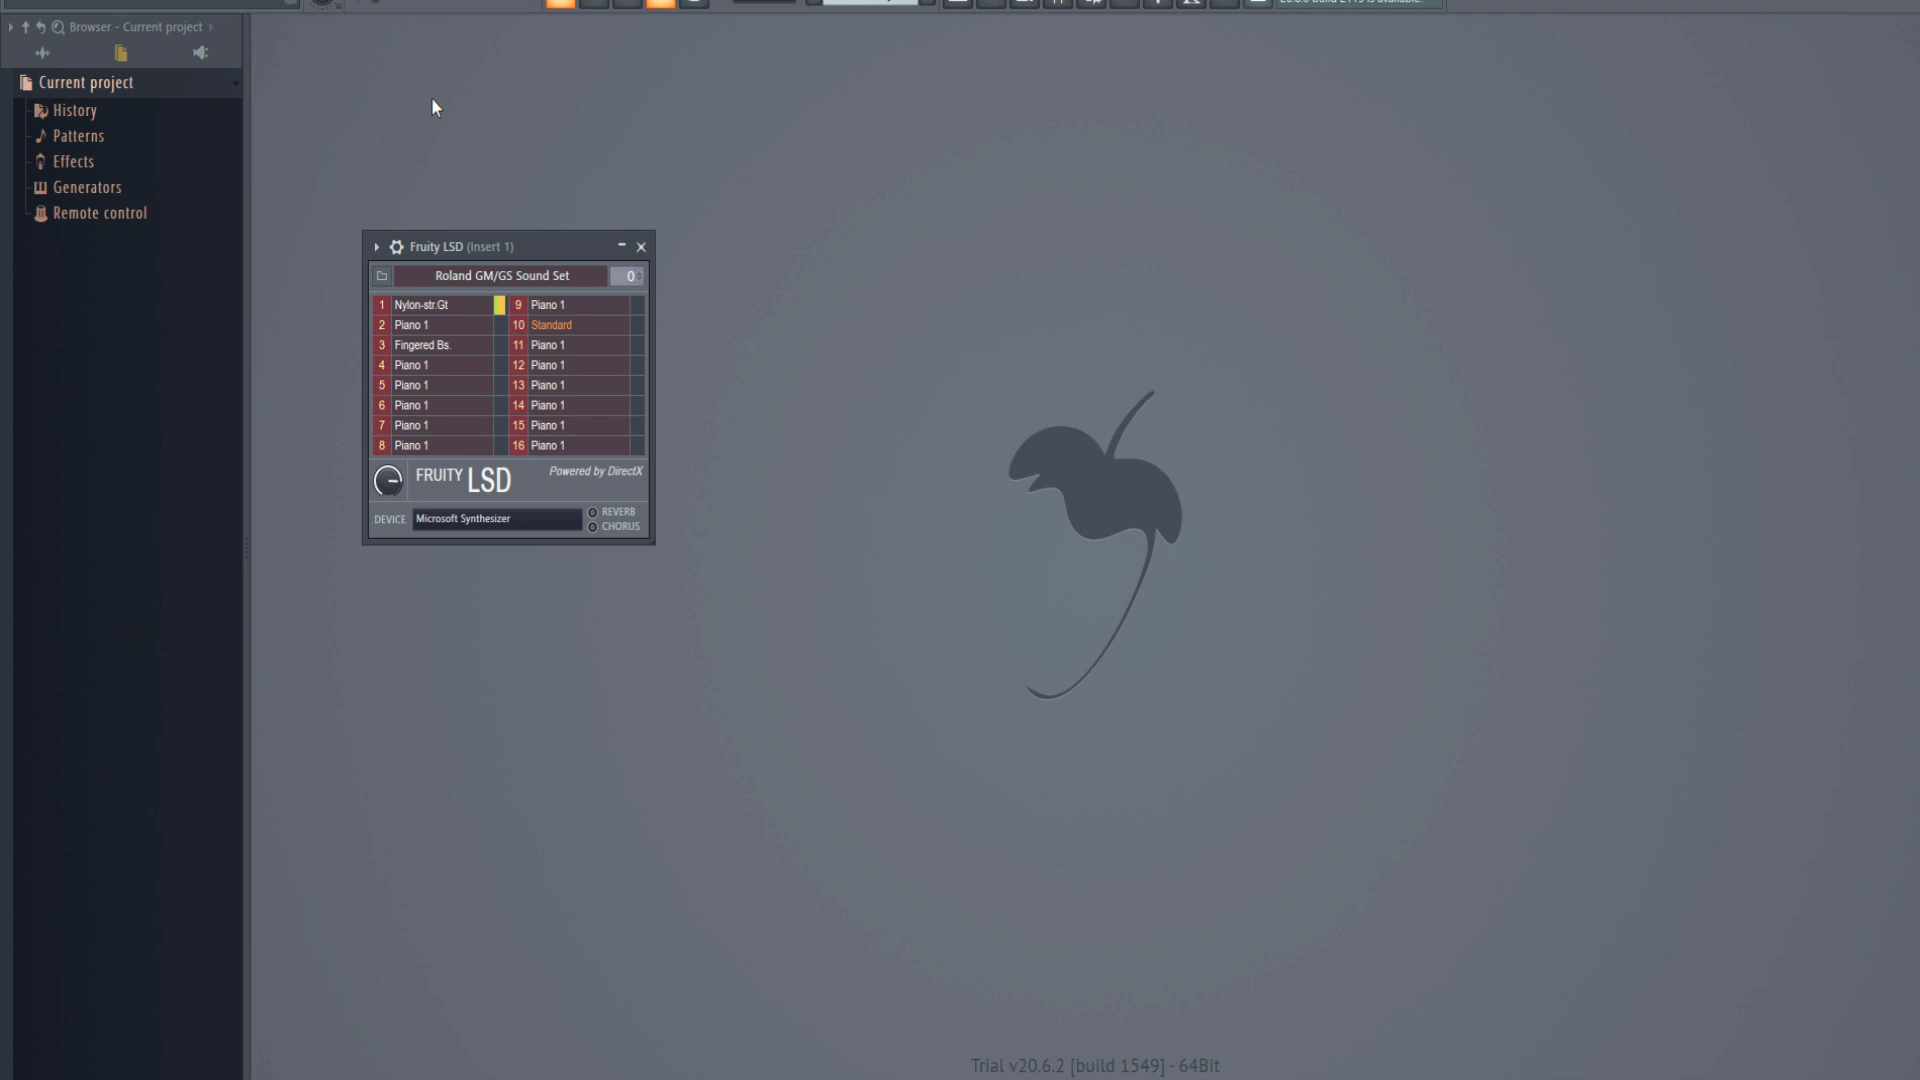 Browser - Current project
Current project
History
Patterns
Effects
Generators
Remote control
Fruity LSD (Insert 1)
Roland GM/GS Sound Set 0
1 Nylon-str.Gt 9 Piano 1
2 Piano 1 10 Standard
3 Fingered Bs. 11 Piano 1
4 Piano 1 12 Piano 1
5 Piano 1 13 Piano 1
6 Piano 1 14 Piano 1
7 Piano 1 15 Piano 1
8 Piano 1 16 Piano 1
FRUITY LSD Powered by DirectX
DEVICE Microsoft Synthesizer REVERB
CHORUS
Trial v20.6.2 [build 1549] - 64Bit